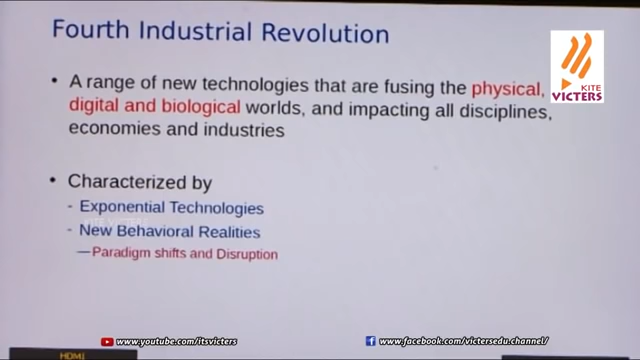 Fourth Industrial Revolution
• A range of new technologies that are fusing the physical,
digital and biological worlds, and impacting all disciplines,
economies and industries
• Characterized by
- Exponential Technologies
- New Behavioral Realities
—Paradigm shifts and Disruption
KITE
VICTERS
KITE VICTERS
HDMI
www.youtube.com/itsvicters
www.facebook.com/victersedu.channel/